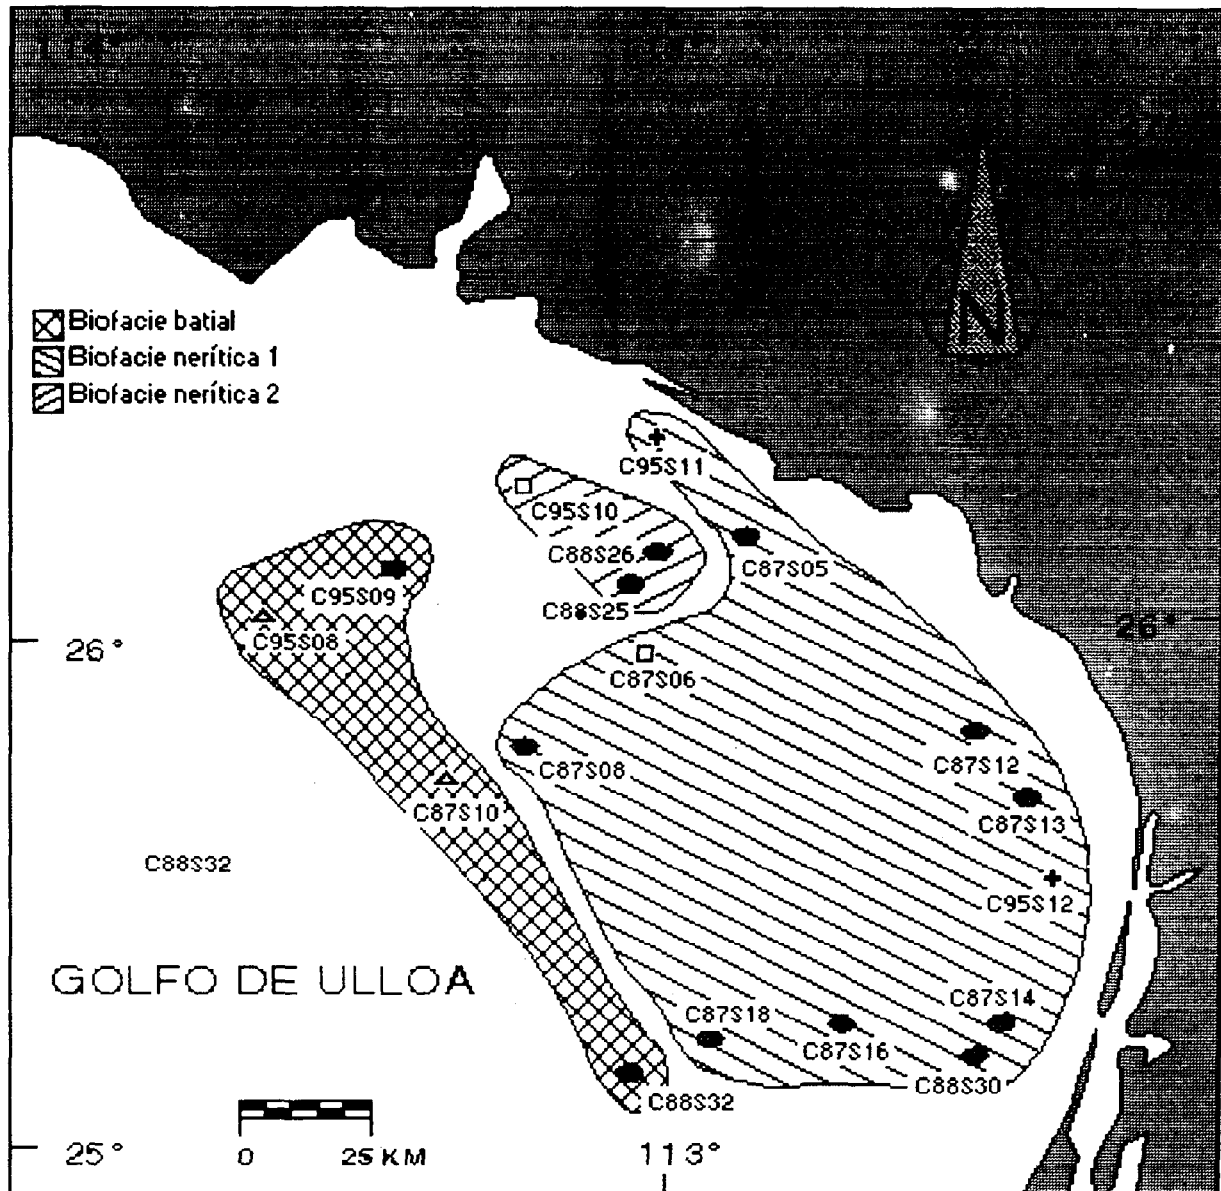 114°
N
Biofacie batial
Biofacie nerítica 1
Biofacie nerítica 2
C95S11
C95S10
C88S26
C87S05
C95S09
C88S25
C95S08
26°
26°
C87S06
C87S12
C87S08
C87S10
C87S13
C88S32
C95S12
GOLFO DE ULLOA
C87S14
C87S18
C87S16
C88S30
C88S32
25°
0 25 KM
113°